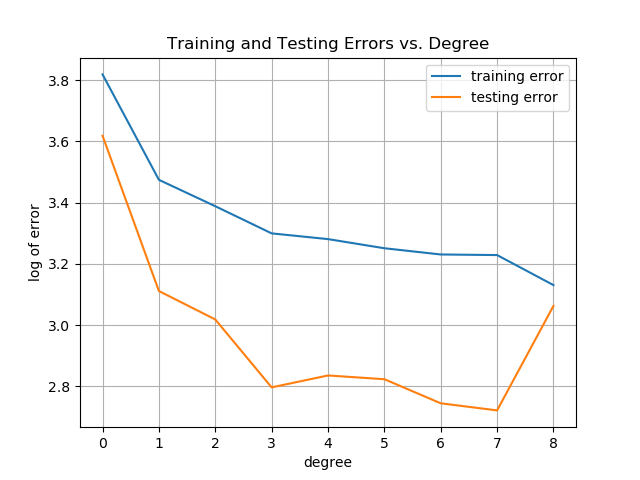 Training and Testing Errors vs. Degree
training error
testing error
log of error
3.8
3.6
3.4
3.2
3.0
2.8
0 1 2 3 4 5 6 7 8
degree